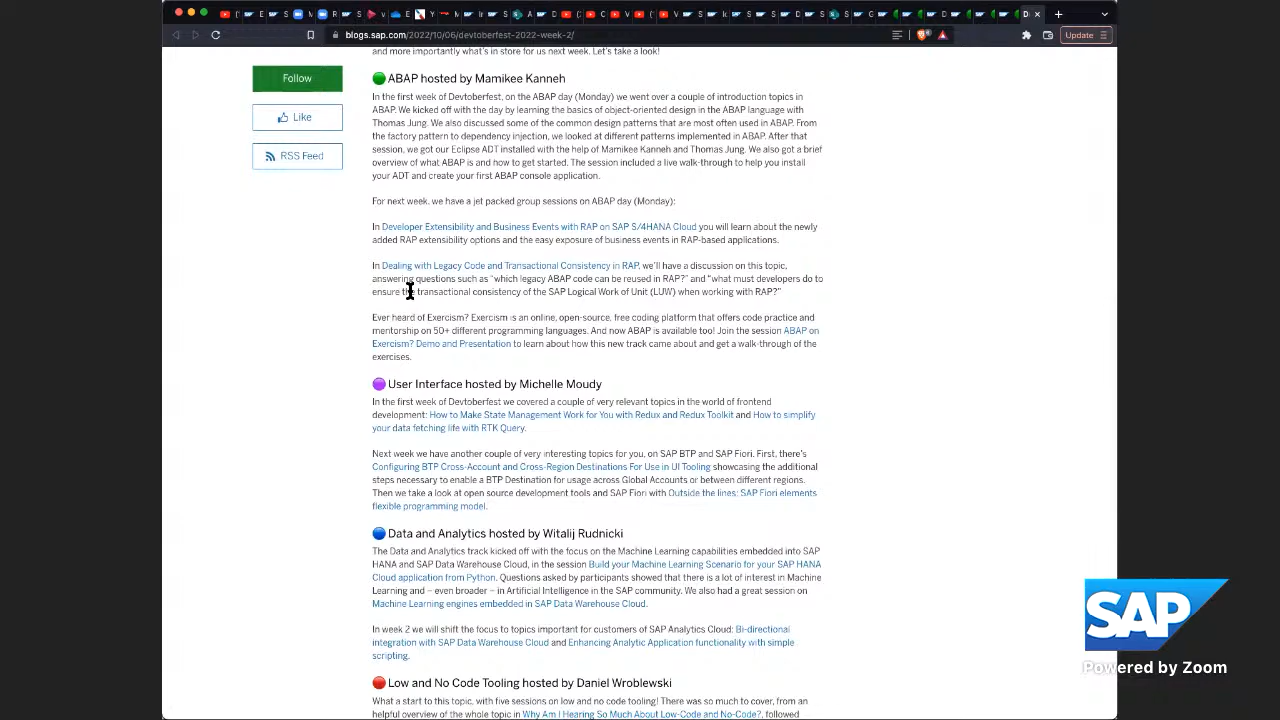 blogs.sap.com/2022/10/06/devtoberfest-2022-week-2/
Update
and more importantly what's in store for us next week. Let's take a look!
Follow
Like
RSS Feed
ABAP hosted by Mamikee Kanneh
In the first week of Devtoberfest, on the ABAP day (Monday) we went over a couple of introduction topics in
ABAP. We kicked off with the day by learning the basics of object-oriented design in the ABAP language with
Thomas Jung. We also discussed some of the common design patterns that are most often used in ABAP. From
the factory pattern to dependency injection, we looked at different patterns implemented in ABAP. After that
session, we got our Eclipse ADT installed with the help of Mamikee Kanneh and Thomas Jung. We also got a brief
overview of what ABAP is and how to get started. The session included a live walk-through to help you install
your ADT and create your first ABAP console application.
For next week, we have a jet packed group sessions on ABAP day (Monday):
In Developer Extensibility and Business Events with RAP on SAP S/4HANA Cloud you will learn about the newly
added RAP extensibility options and the easy exposure of business events in RAP-based applications.
In Dealing with Legacy Code and Transactional Consistency in RAP, we'll have a discussion on this topic,
answering questions such as "which legacy ABAP code can be reused in RAP?" and "what must developers do to
ensure the transactional consistency of the SAP Logical Work of Unit (LUW) when working with RAP?"
Ever heard of Exercism? Exercism is an online, open-source, free coding platform that offers code practice and
mentorship on 50+ different programming languages. And now ABAP is available too! Join the session ABAP on
Exercism? Demo and Presentation to learn about how this new track came about and get a walk-through of the
exercises.
User Interface hosted by Michelle Moudy
In the first week of Devtoberfest we covered a couple of very relevant topics in the world of frontend
development: How to Make State Management Work for You with Redux and Redux Toolkit and How to simplify
your data fetching life with RTK Query.
Next week we have another couple of very interesting topics for you, on SAP BTP and SAP Fiori. First, there's
Configuring BTP Cross-Account and Cross-Region Destinations For Use in UI Tooling showcasing the additional
steps necessary to enable a BTP Destination for usage across Global Accounts or between different regions.
Then we take a look at open source development tools and SAP Fiori with Outside the lines: SAP Fiori elements
flexible programming model.
Data and Analytics hosted by Witalij Rudnicki
The Data and Analytics track kicked off with the focus on the Machine Learning capabilities embedded into SAP
HANA and SAP Data Warehouse Cloud, in the session Build your Machine Learning Scenario for your SAP HANA
Cloud application from Python. Questions asked by participants showed that there is a lot of interest in Machine
Learning and – even broader – in Artificial Intelligence in the SAP community. We also had a great session on
Machine Learning engines embedded in SAP Data Warehouse Cloud.
In week 2 we will shift the focus to topics important for customers of SAP Analytics Cloud: Bi-directional
integration with SAP Data Warehouse Cloud and Enhancing Analytic Application functionality with simple
scripting.
Low and No Code Tooling hosted by Daniel Wroblewski
What a start to this topic, with five sessions on low and no code tooling! There was so much to cover, from an
helpful overview of the whole topic in Why Am I Hearing So Much About Low-Code and No-Code?, followed
SAP
Powered by Zoom